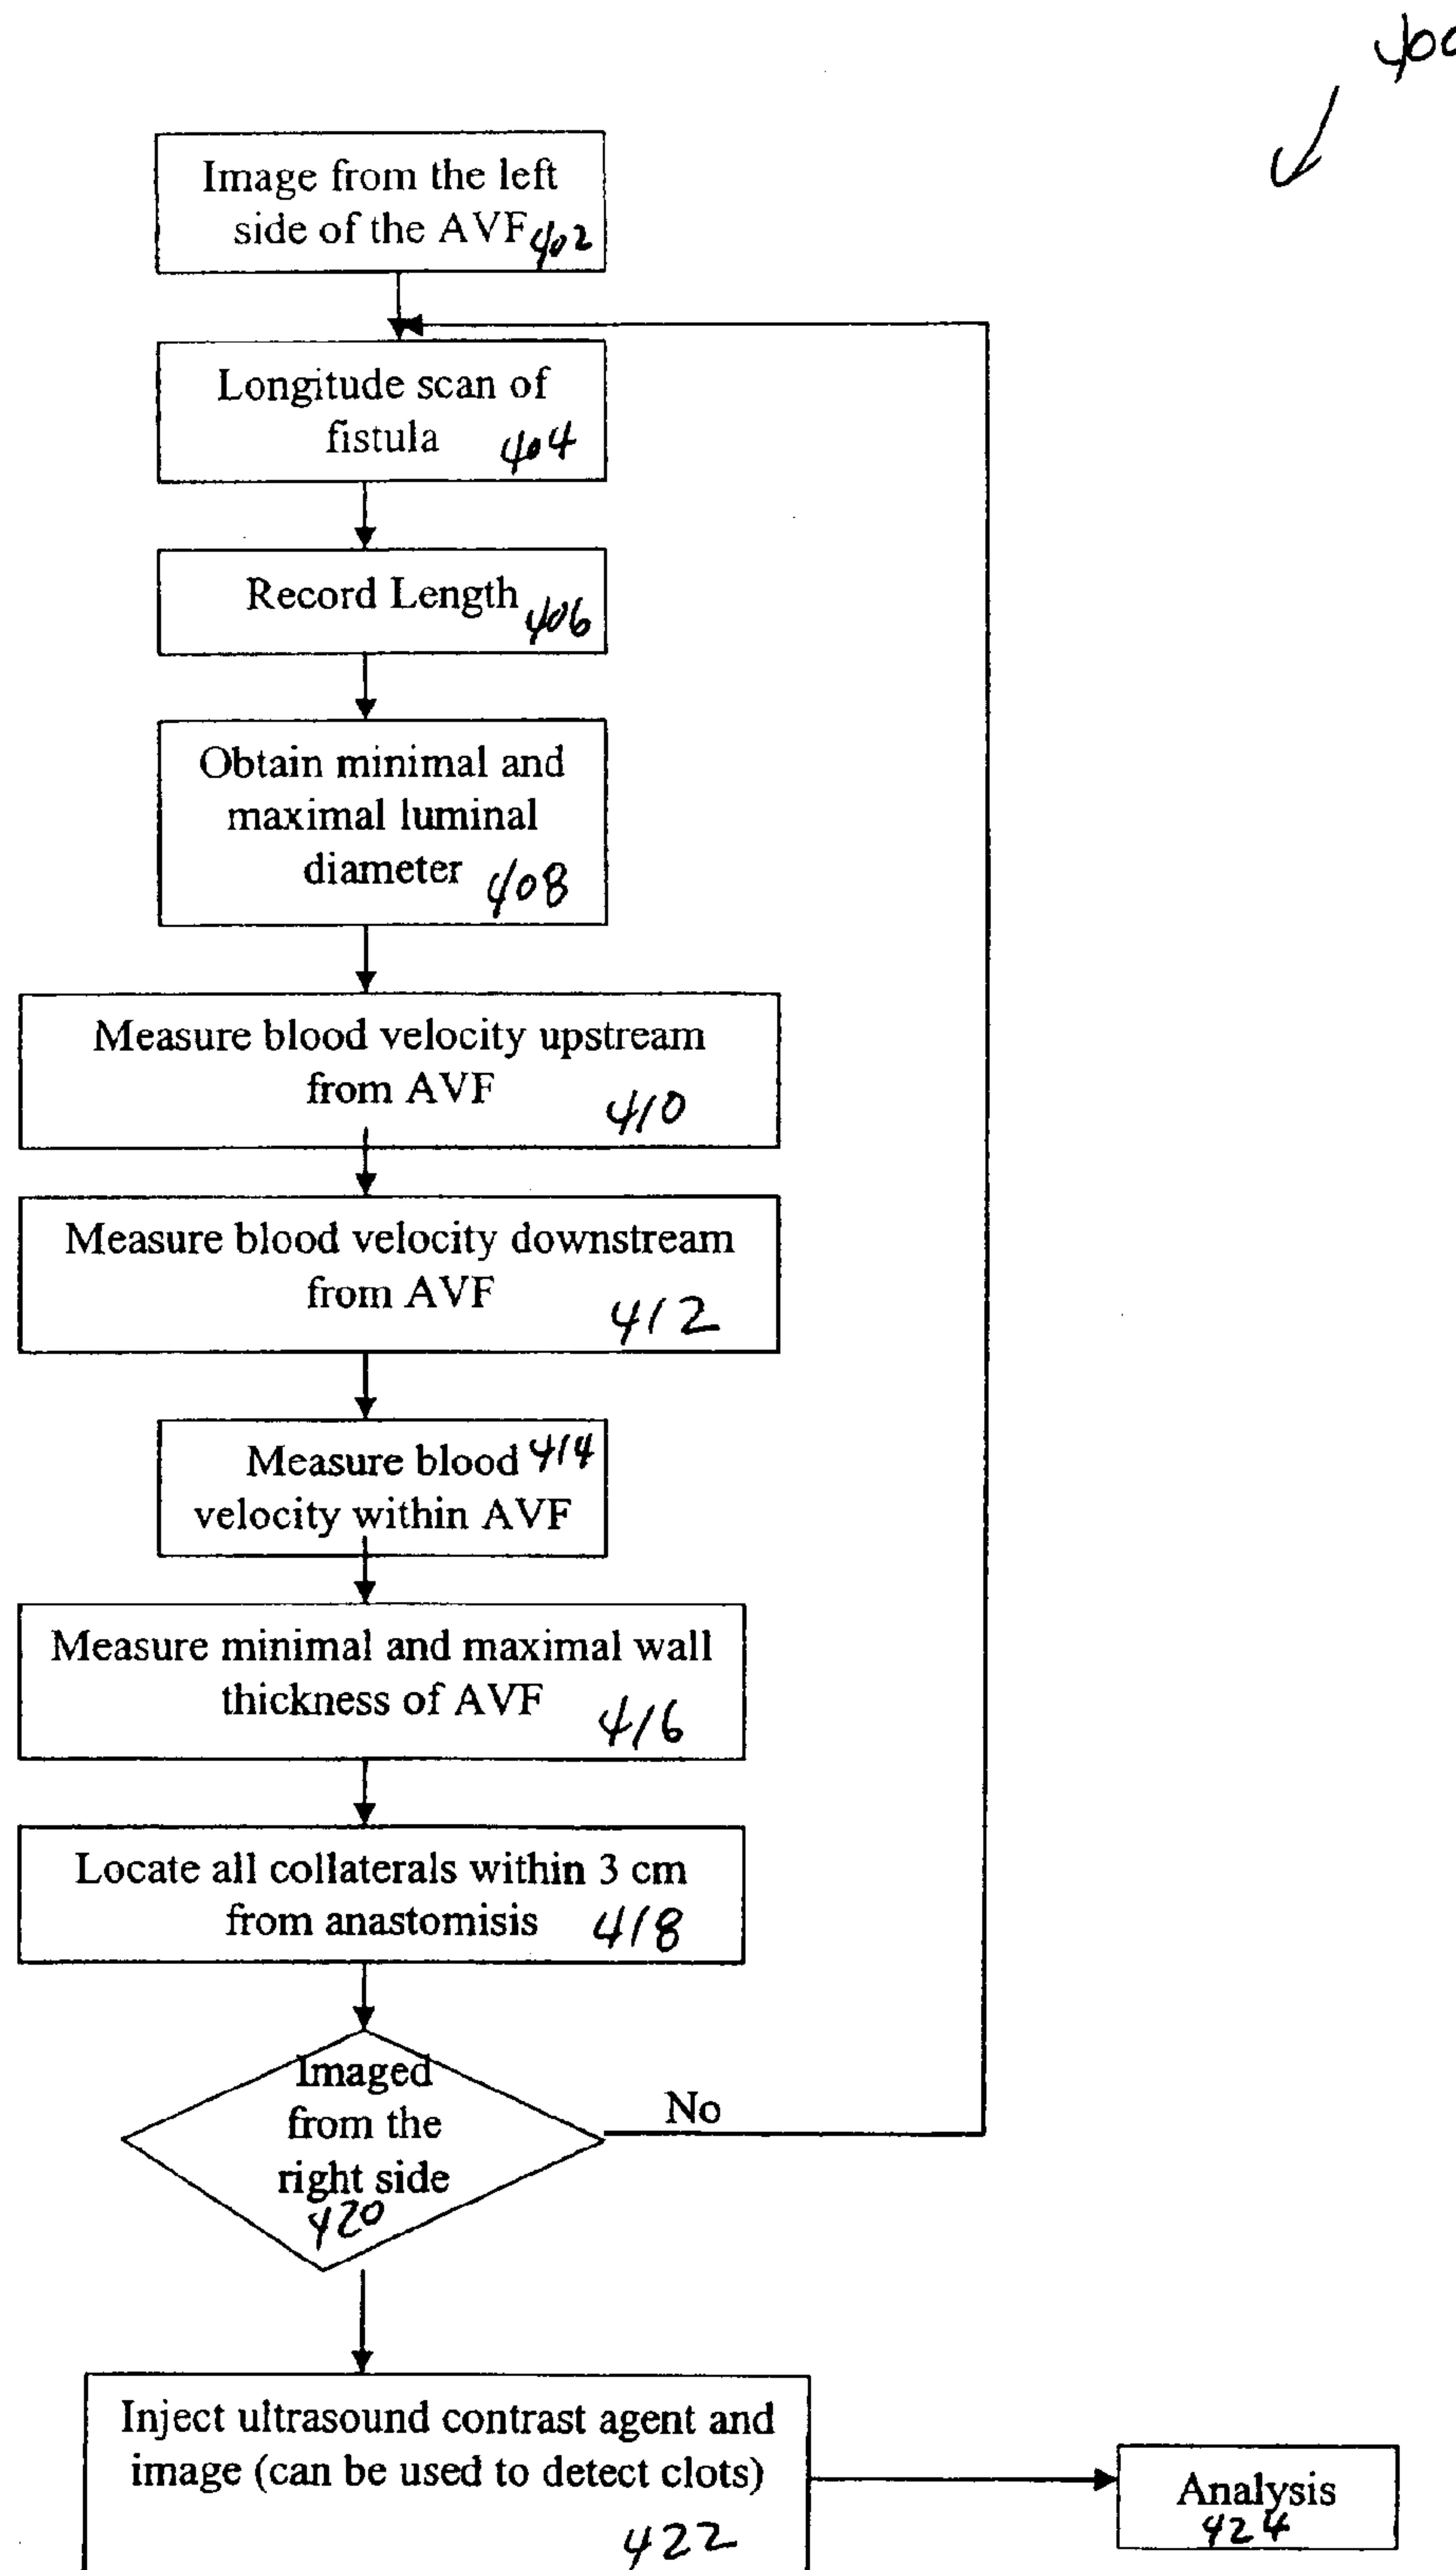 Image from the left
side of the AVF 402
Longitude scan of
fistula 404
Record Length 406
Obtain minimal and
maximal luminal
diameter 408
Measure blood velocity upstream
from AVF 410
Measure blood velocity downstream
from AVF 412
Measure blood 414
velocity within AVF
Measure minimal and maximal wall
thickness of AVF 416
Locate all collaterals within 3 cm
from anastomisis 418
Imaged
from the
right side
420
No
Inject ultrasound contrast agent and
image (can be used to detect clots)
422
Analysis
424